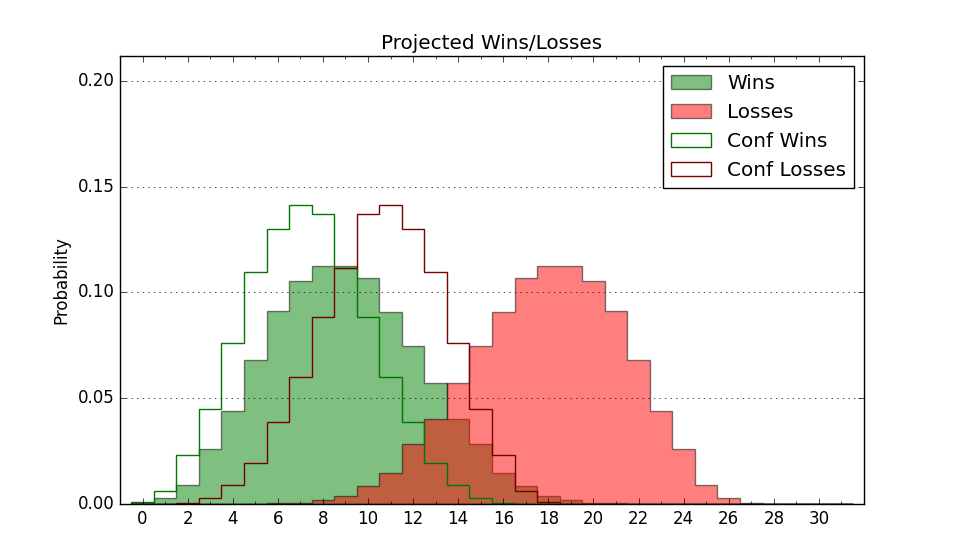 Projected Wins/Losses
Wins
Losses
Conf Wins
Conf Losses
Probability
0.20
0.15
0.10
0.05
0.00
0 2 4 6 8 10 12 14 16 18 20 22 24 26 28 30